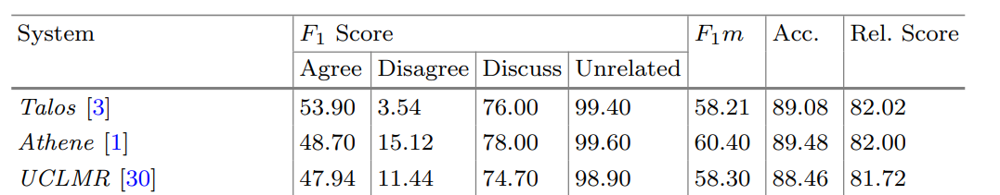 System F1 Score F1m Acc. Rel. Score
Agree Disagree Discuss Unrelated
Talos [3] 53.90 3.54 76.00 99.40 58.21 89.08 82.02
Athene [1] 48.70 15.12 78.00 99.60 60.40 89.48 82.00
UCLMR [30] 47.94 11.44 74.70 98.90 58.30 88.46 81.72